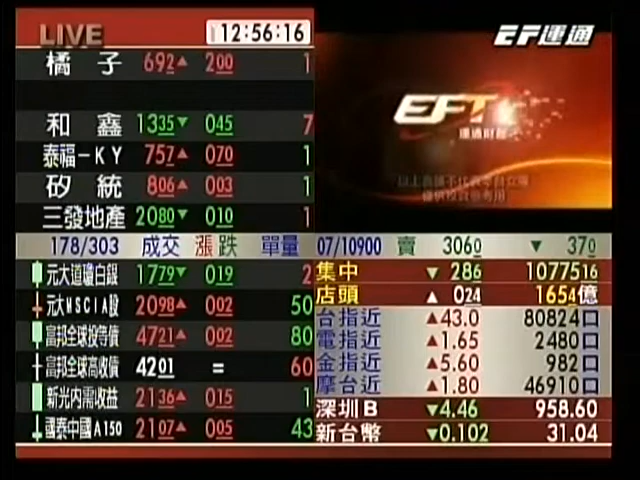 LIVE 12:56:16
EFT運通
橘子 692▲ 200 1
EFT
運通財經
和鑫 1335▼ 045 7
泰福-KY 757▲ 070 1
矽統 806▲ 003 1
三發地產 2080▼ 010 1
178/303 成交 漲跌 單量
元大道瓊白銀 1779▼ 019 2
元大MSCIA股 2098▲ 002 50
富邦全球投等債 4721▲ 002 80
富邦全球高收債 4201 = 60
新光內需收益 2136▲ 015 1
國泰中國A150 2107▲ 005 43
07/10900 賣 3060 ▼ 370
集中 ▼ 286 1077516
店頭 ▲ 024 1654億
台指近 ▲43.0 80824口
電指近 ▲1.65 2480口
金指近 ▲5.60 982口
摩台近 ▲1.80 46910口
深圳B ▼4.46 958.60
新台幣 ▼0.102 31.04